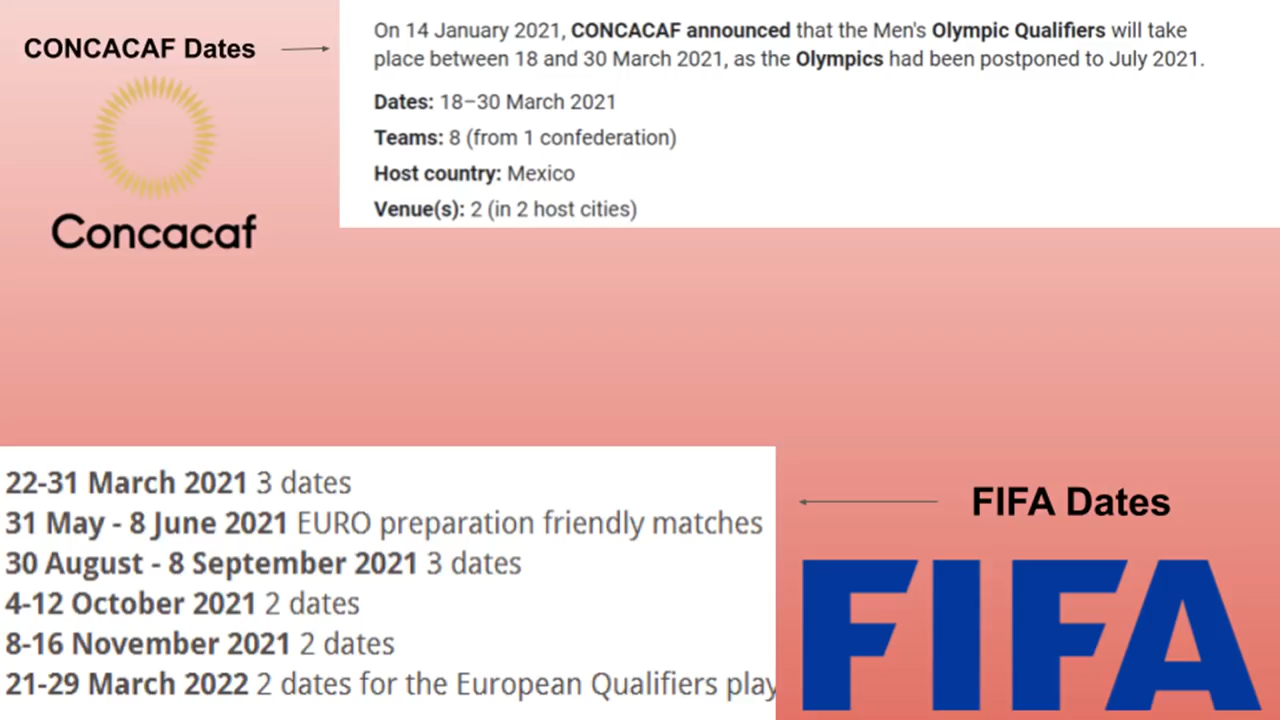 CONCACAF Dates
Concacaf
On 14 January 2021, CONCACAF announced that the Men's Olympic Qualifiers will take
place between 18 and 30 March 2021, as the Olympics had been postponed to July 2021.
Dates: 18–30 March 2021
Teams: 8 (from 1 confederation)
Host country: Mexico
Venue(s): 2 (in 2 host cities)
22-31 March 2021 3 dates
31 May - 8 June 2021 EURO preparation friendly matches
30 August - 8 September 2021 3 dates
4-12 October 2021 2 dates
8-16 November 2021 2 dates
21-29 March 2022 2 dates for the European Qualifiers play
FIFA Dates
FIFA